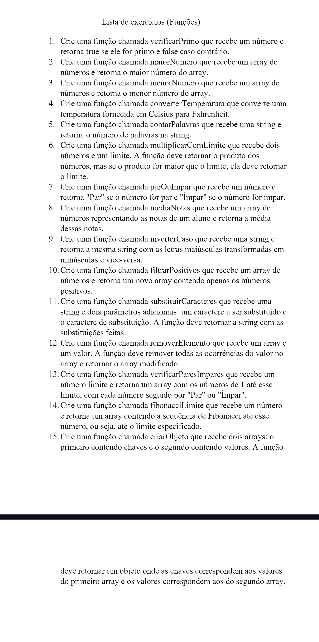 Lista de exercícios (Funções)
1. Crie uma função chamada verificarPrimo que recebe um número e
retorna true se ele for primo e false caso contrário.
2. Crie uma função chamada maiorNumero que recebe um array de
números e retorna o maior número do array.
3. Crie uma função chamada menorNumero que recebe um array de
números e retorna o menor número do array.
4. Crie uma função chamada converterTemperatura que converte uma
temperatura fornecida em Celsius para Fahrenheit.
5. Crie uma função chamada contarPalavras que recebe uma string e
retorna o número de palavras na string.
6. Crie uma função chamada multiplicarComLimite que recebe dois
números e um limite. A função deve retornar o produto dos
números, mas se o produto for maior que o limite, ela deve retornar
o limite.
7. Crie uma função chamada parOuImpar que recebe um número e
retorna "Par" se o número for par e "Impar" se o número for ímpar.
8. Crie uma função chamada mediaNotas que recebe um array de
números representando as notas de um aluno e retorna a média
dessas notas.
9. Crie uma função chamada inverterCaso que recebe uma string e
retorna a mesma string com as letras maiúsculas transformadas em
minúsculas e vice-versa.
10. Crie uma função chamada filtrarPositivos que recebe um array de
números e retorna um novo array contendo apenas os números
positivos.
11. Crie uma função chamada substituirCaracteres que recebe uma
string e dois parâmetros adicionais: um caractere a ser substituído e
o caractere de substituição. A função deve retornar a string com as
substituições feitas.
12. Crie uma função chamada removerElemento que recebe um array e
um valor. A função deve remover todas as ocorrências do valor no
array e retornar o array modificado.
13. Crie uma função chamada verificarParesImpares que recebe um
número limite e retorna um array com os números de 1 até esse
limite, com cada número seguido por "Par" ou "Impar".
14. Crie uma função chamada fibonacciLimite que recebe um número
e retorna um array contendo a sequência de Fibonacci até esse
número, ou seja, até o limite especificado.
15. Crie uma função chamada criarObjeto que recebe dois arrays: o
primeiro contendo chaves e o segundo contendo valores. A função
deve retornar um objeto onde as chaves correspondem aos valores
do primeiro array e os valores correspondem aos do segundo array.